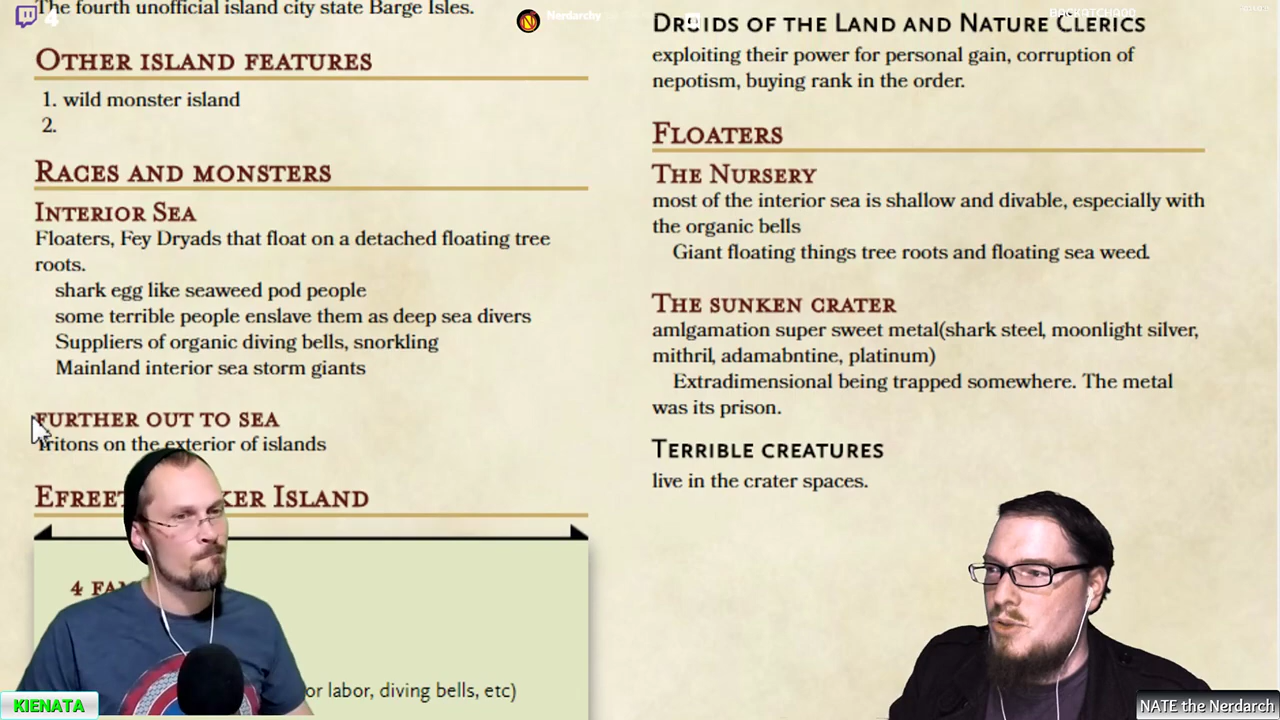 The fourth unofficial island city state Barge Isles.
4
Nerdarchy
OTHER ISLAND FEATURES
1. wild monster island
2.
RACES AND MONSTERS
INTERIOR SEA
Floaters, Fey Dryads that float on a detached floating tree
roots.
shark egg like seaweed pod people
some terrible people enslave them as deep sea divers
Suppliers of organic diving bells, snorkling
Mainland interior sea storm giants
FURTHER OUT TO SEA
Tritons on the exterior of islands
ISLAND
4
or labor, diving bells, etc)
KIENATA
DRUIDS OF THE LAND AND NATURE CLERICS
exploiting their power for personal gain, corruption of
nepotism, buying rank in the order.
FLOATERS
THE NURSERY
most of the interior sea is shallow and divable, especially with
the organic bells
Giant floating things tree roots and floating sea weed.
THE SUNKEN CRATER
amlgamation super sweet metal(shark steel, moonlight silver,
mithril, adamabntine, platinum)
Extradimensional being trapped somewhere. The metal
was its prison.
TERRIBLE CREATURES
live in the crater spaces.
NATE the Nerdarch